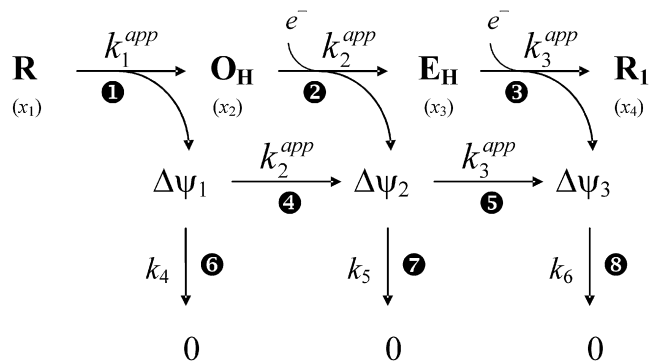 e⁻ e⁻
k₁ᵃᵖᵖ k₂ᵃᵖᵖ k₃ᵃᵖᵖ
R O_H E_H R₁
❶ ❷ ❸
(x₁) (x₂) (x₃) (x₄)
k₂ᵃᵖᵖ k₃ᵃᵖᵖ
Δψ₁ Δψ₂ Δψ₃
❹ ❺
k₄ ❻ k₅ ❼ k₆ ❽
0 0 0